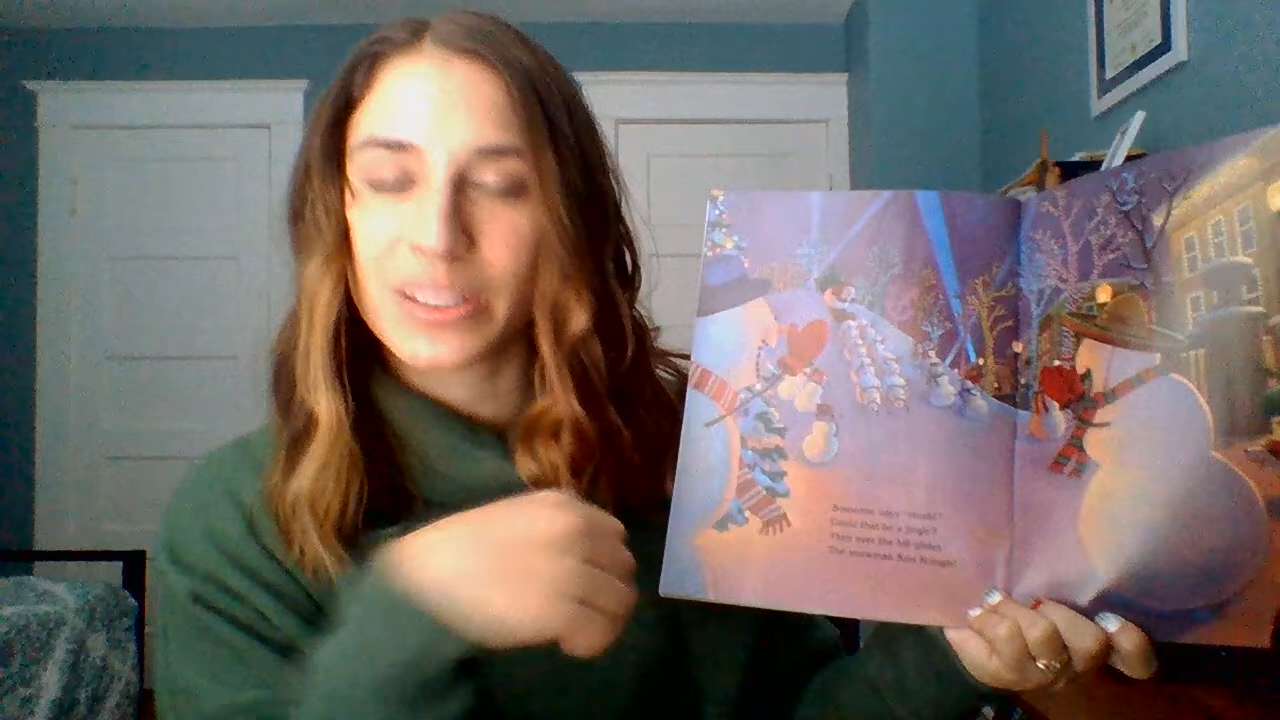 Someone says "Hush!"
Could that be a jingle?
Then over the hill glides
The snowman Kris Kringle!